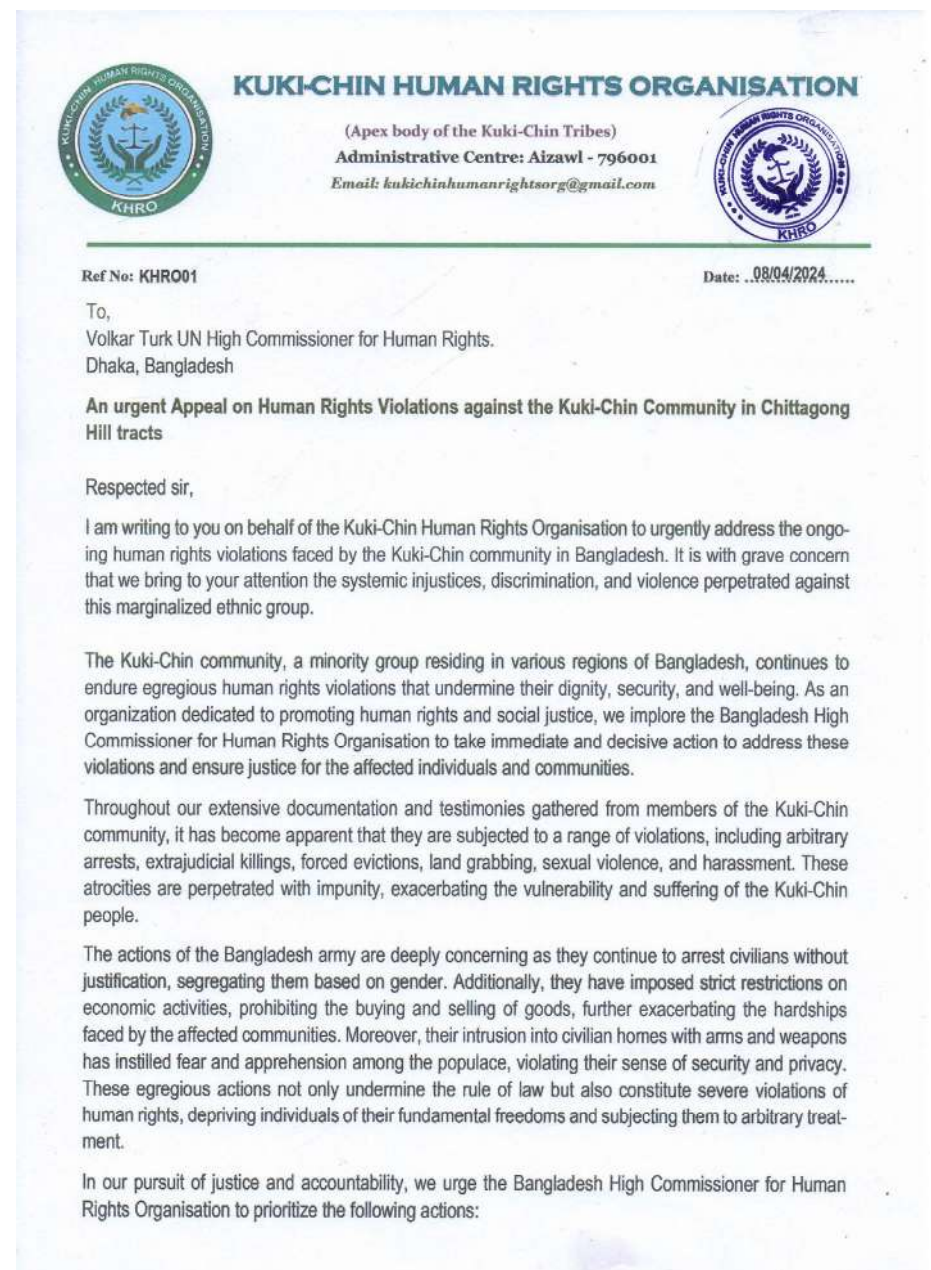 KUKI-CHIN HUMAN RIGHTS ORGANISATION
(Apex body of the Kuki-Chin Tribes)
Administrative Centre: Aizawl - 796001
Email: kukichinhumanrightsorg@gmail.com
KUKI-CHIN HUMAN RIGHTS ORGANISATION
KHRO
KUKI-CHIN HUMAN RIGHTS ORGANISATION
KHRO
Ref No: KHRO01
Date: ..08/04/2024......
To,
Volkar Turk UN High Commissioner for Human Rights.
Dhaka, Bangladesh
An urgent Appeal on Human Rights Violations against the Kuki-Chin Community in Chittagong
Hill tracts
Respected sir,
I am writing to you on behalf of the Kuki-Chin Human Rights Organisation to urgently address the ongo-
ing human rights violations faced by the Kuki-Chin community in Bangladesh. It is with grave concern
that we bring to your attention the systemic injustices, discrimination, and violence perpetrated against
this marginalized ethnic group.
The Kuki-Chin community, a minority group residing in various regions of Bangladesh, continues to
endure egregious human rights violations that undermine their dignity, security, and well-being. As an
organization dedicated to promoting human rights and social justice, we implore the Bangladesh High
Commissioner for Human Rights Organisation to take immediate and decisive action to address these
violations and ensure justice for the affected individuals and communities.
Throughout our extensive documentation and testimonies gathered from members of the Kuki-Chin
community, it has become apparent that they are subjected to a range of violations, including arbitrary
arrests, extrajudicial killings, forced evictions, land grabbing, sexual violence, and harassment. These
atrocities are perpetrated with impunity, exacerbating the vulnerability and suffering of the Kuki-Chin
people.
The actions of the Bangladesh army are deeply concerning as they continue to arrest civilians without
justification, segregating them based on gender. Additionally, they have imposed strict restrictions on
economic activities, prohibiting the buying and selling of goods, further exacerbating the hardships
faced by the affected communities. Moreover, their intrusion into civilian homes with arms and weapons
has instilled fear and apprehension among the populace, violating their sense of security and privacy.
These egregious actions not only undermine the rule of law but also constitute severe violations of
human rights, depriving individuals of their fundamental freedoms and subjecting them to arbitrary treat-
ment.
In our pursuit of justice and accountability, we urge the Bangladesh High Commissioner for Human
Rights Organisation to prioritize the following actions: